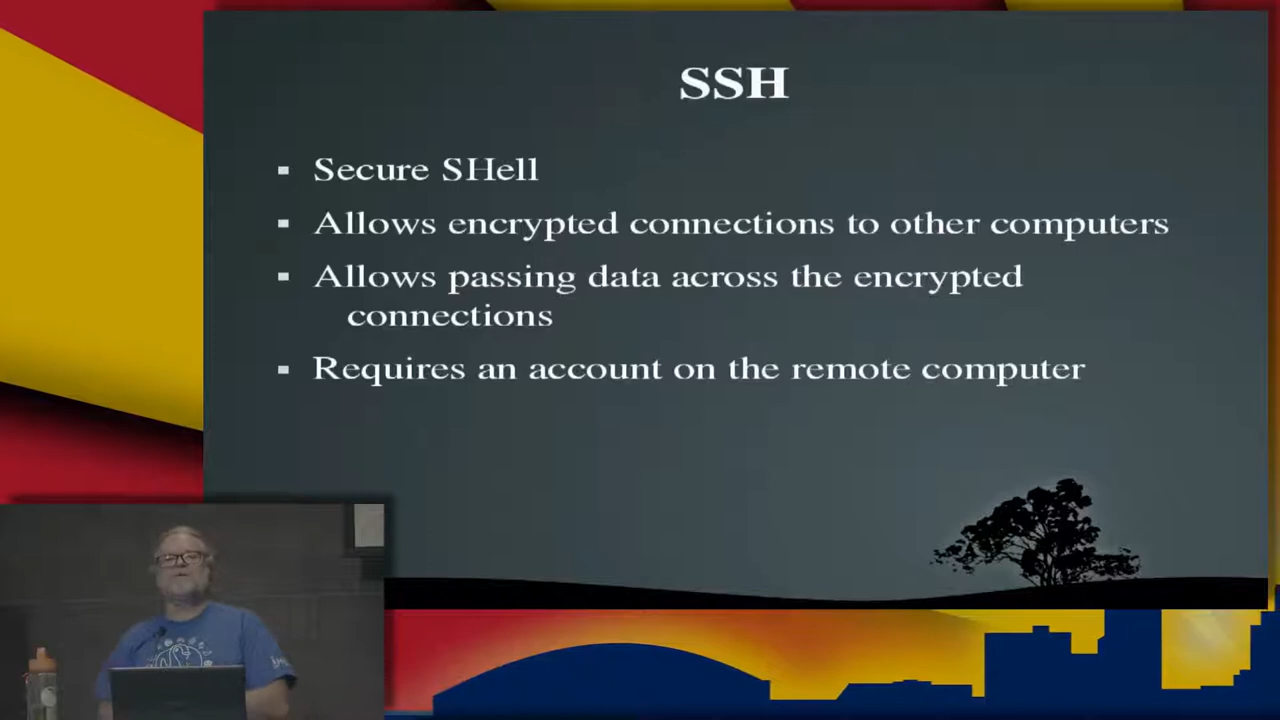 SSH
Secure SHell
Allows encrypted connections to other computers
Allows passing data across the encrypted
connections
Requires an account on the remote computer